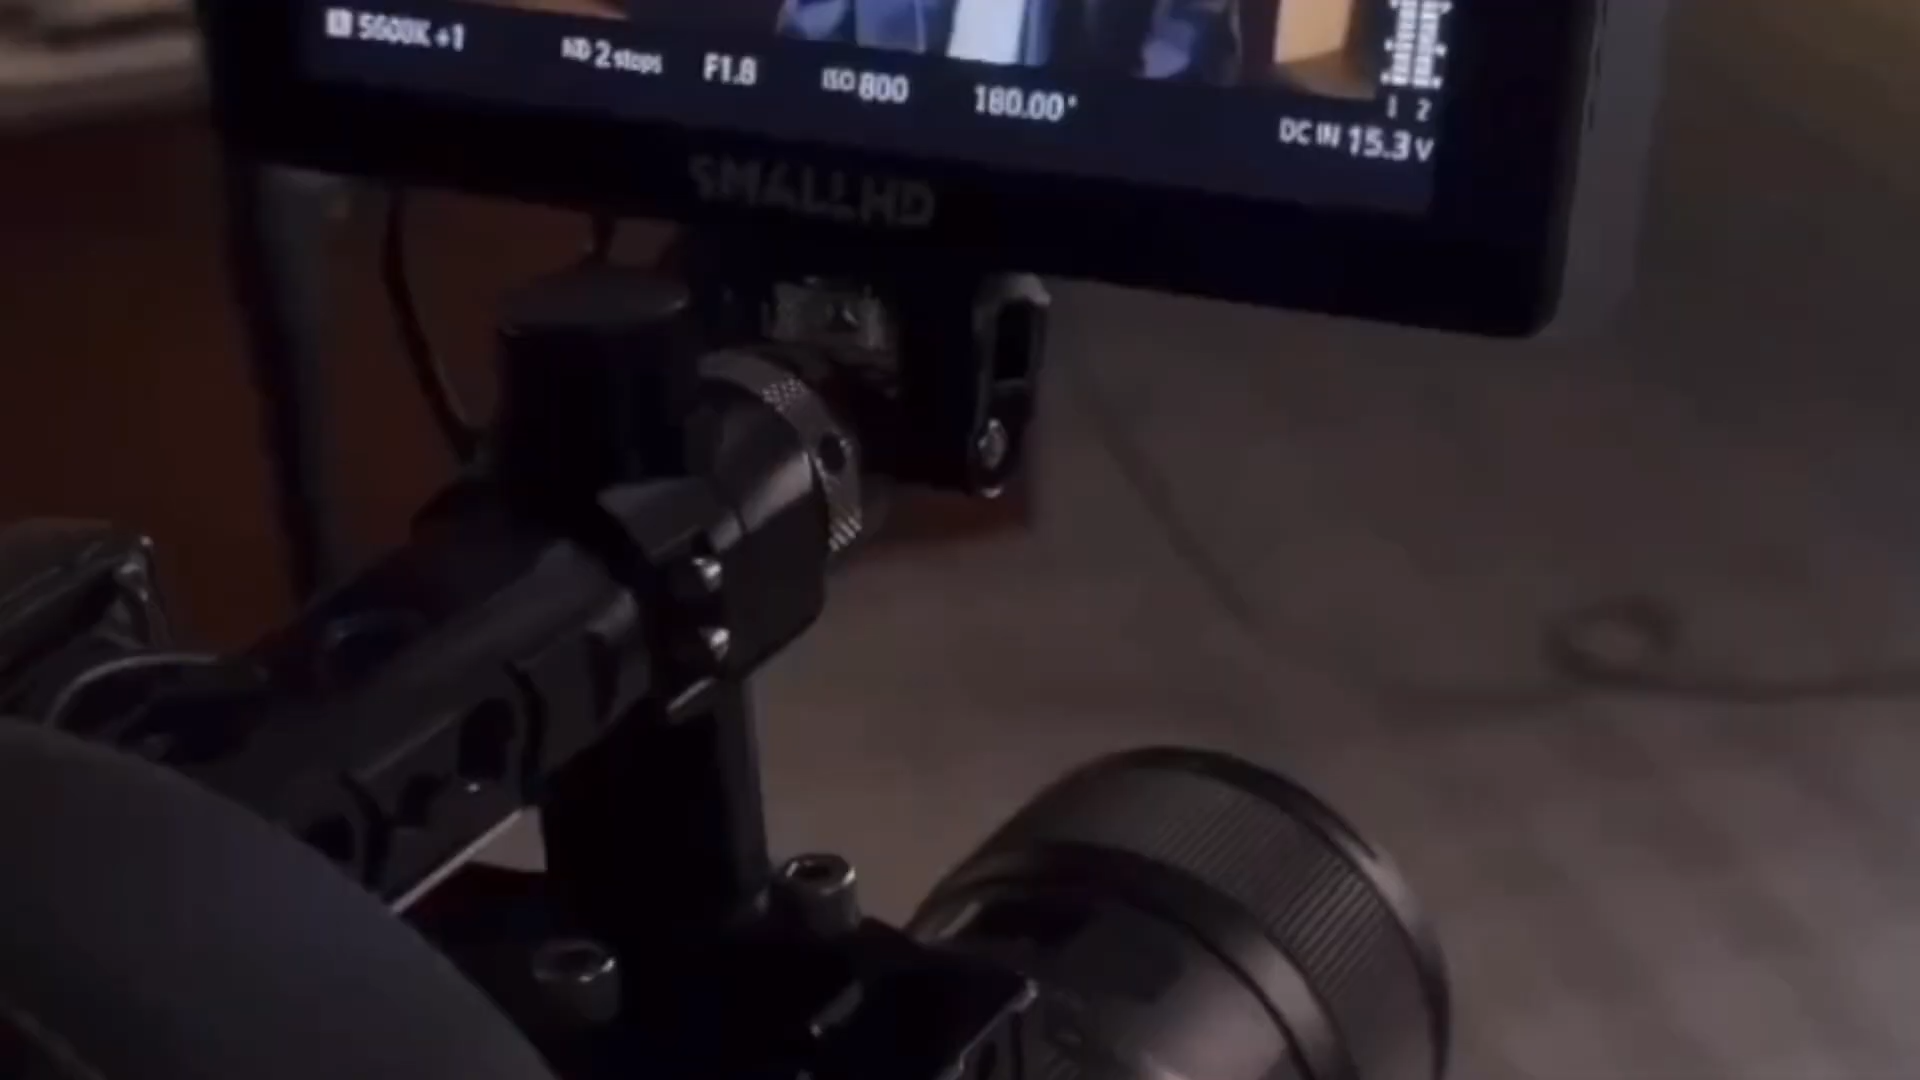 5600K +1 ND 2 stops F1.8 ISO 800 180.00°
1 2
DC IN 15.3 V
SMALLHD